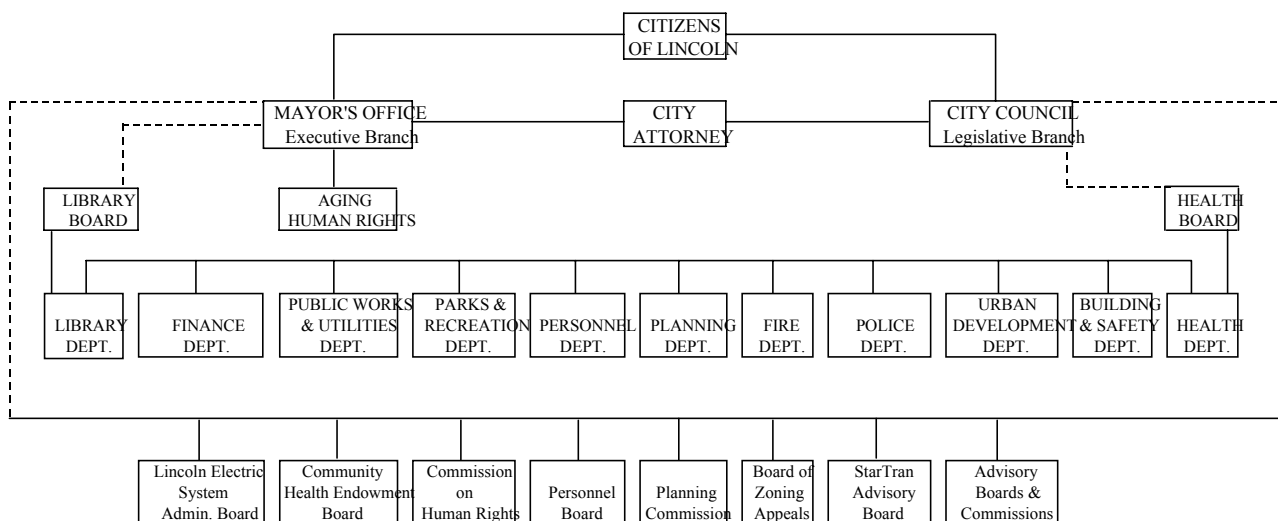 CITIZENS
OF LINCOLN
MAYOR'S OFFICE
Executive Branch
CITY
ATTORNEY
CITY COUNCIL
Legislative Branch
LIBRARY
BOARD
AGING
HUMAN RIGHTS
HEALTH
BOARD
LIBRARY
DEPT.
FINANCE
DEPT.
PUBLIC WORKS
& UTILITIES
DEPT.
PARKS &
RECREATION
DEPT.
PERSONNEL
DEPT.
PLANNING
DEPT.
FIRE
DEPT.
POLICE
DEPT.
URBAN
DEVELOPMENT
DEPT.
BUILDING
& SAFETY
DEPT.
HEALTH
DEPT.
Lincoln Electric
System
Admin. Board
Community
Health Endowment
Board
Commission
on
Human Rights
Personnel
Board
Planning
Commission
Board of
Zoning
Appeals
StarTran
Advisory
Board
Advisory
Boards &
Commissions